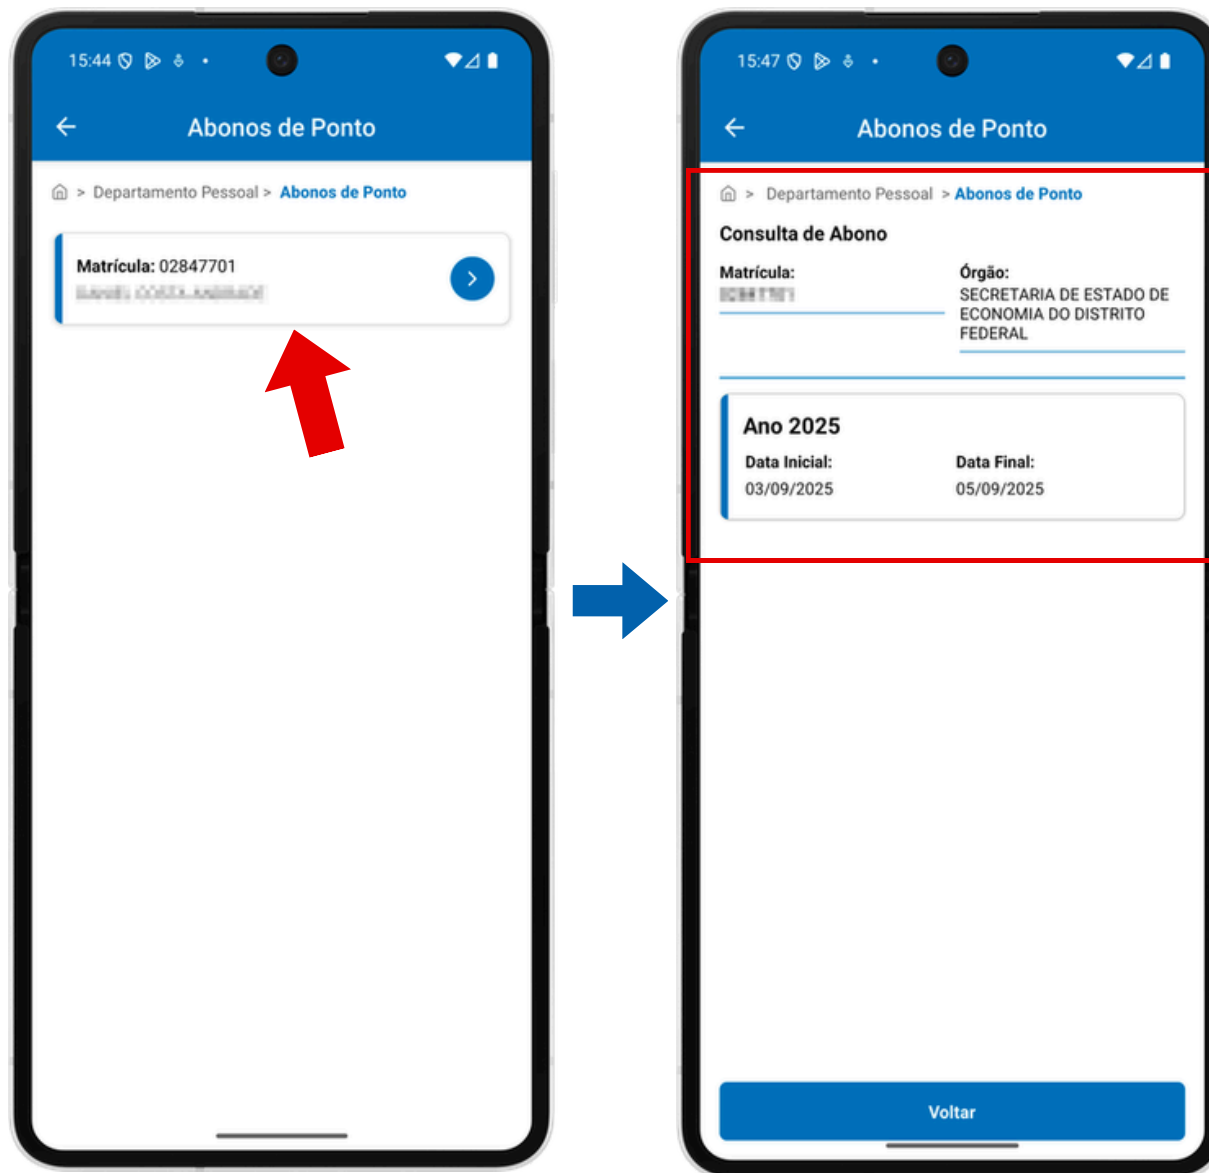 15:44
Abonos de Ponto
> Departamento Pessoal > Abonos de Ponto
Matrícula: 02847701
15:47
Abonos de Ponto
> Departamento Pessoal > Abonos de Ponto
Consulta de Abono
Matrícula:
Órgão:
SECRETARIA DE ESTADO DE
ECONOMIA DO DISTRITO
FEDERAL
Ano 2025
Data Inicial:
Data Final:
03/09/2025
05/09/2025
Voltar